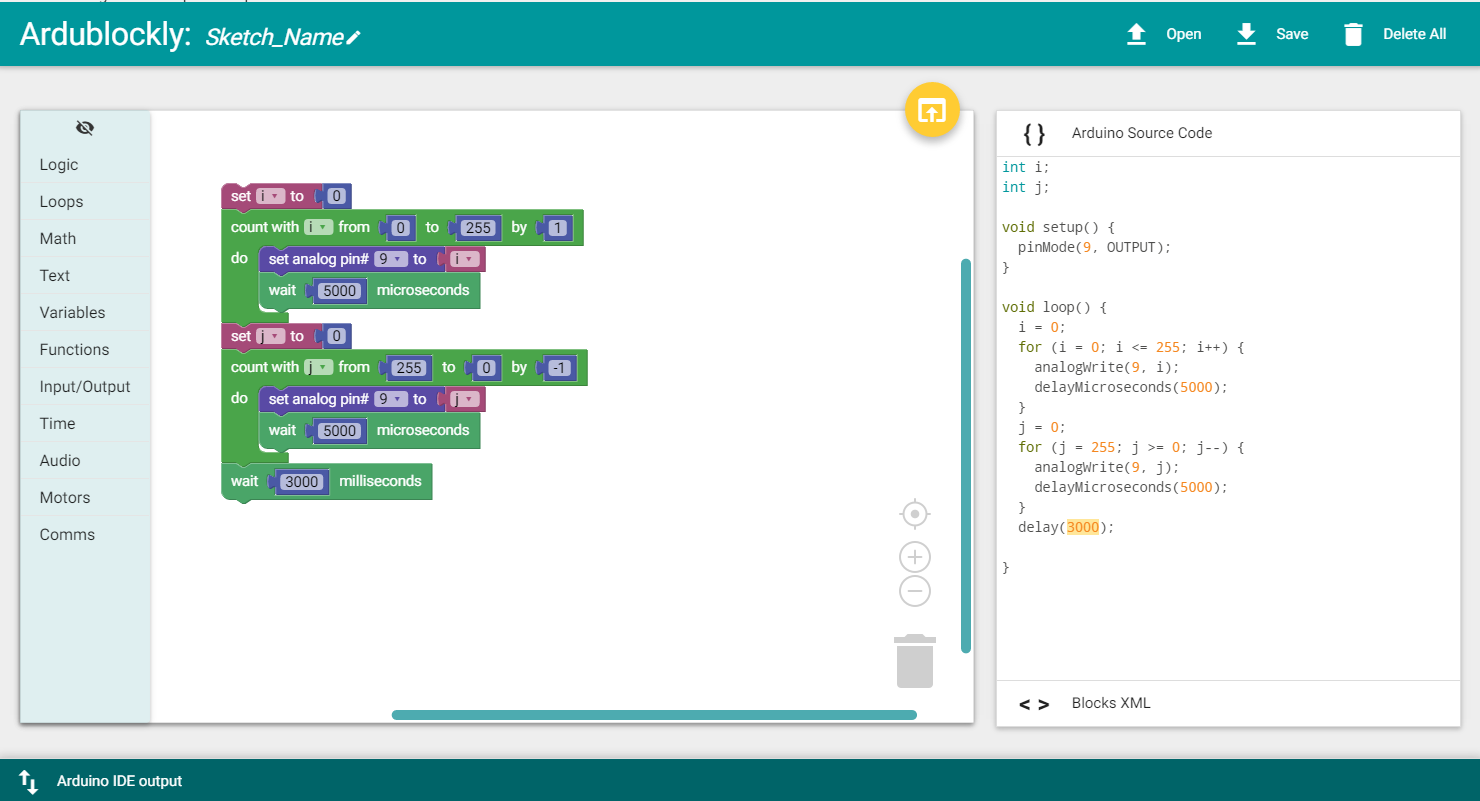 Ardublockly: Sketch_Name
Open Save Delete All
Logic
Loops
Math
Text
Variables
Functions
Input/Output
Time
Audio
Motors
Comms
set i to 0
count with i from 0 to 255 by 1
do set analog pin# 9 to i
wait 5000 microseconds
set j to 0
count with j from 255 to 0 by -1
do set analog pin# 9 to j
wait 5000 microseconds
wait 3000 milliseconds
{ } Arduino Source Code
int i;
int j;
void setup() {
pinMode(9, OUTPUT);
}
void loop() {
i = 0;
for (i = 0; i <= 255; i++) {
analogWrite(9, i);
delayMicroseconds(5000);
}
j = 0;
for (j = 255; j >= 0; j--) {
analogWrite(9, j);
delayMicroseconds(5000);
}
delay(3000);
}
< > Blocks XML
Arduino IDE output